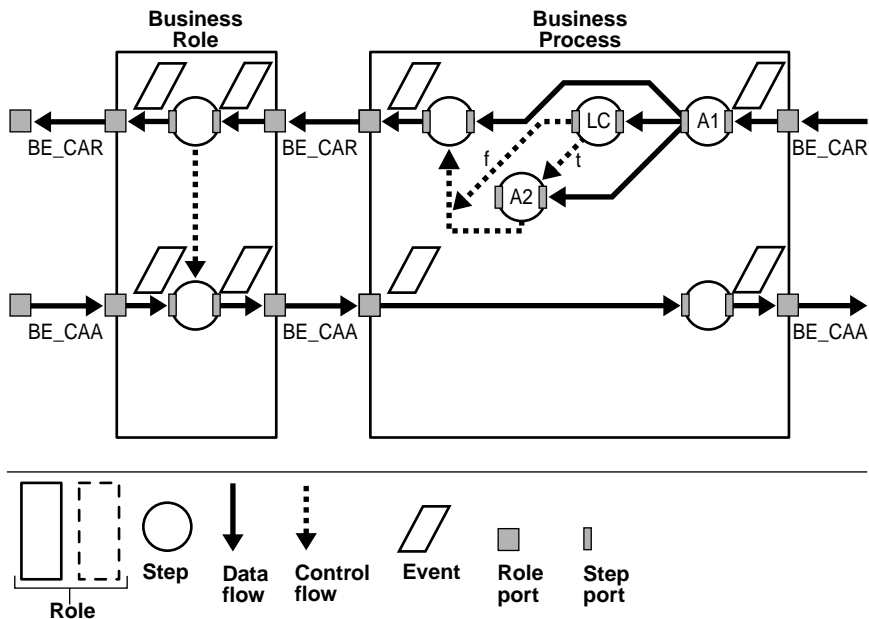 Business
Role
Business
Process
LC
A1
BE_CAR
BE_CAR
BE_CAR
f
t
A2
BE_CAA
BE_CAA
BE_CAA
Role
Step
Data
flow
Control
flow
Event
Role
port
Step
port